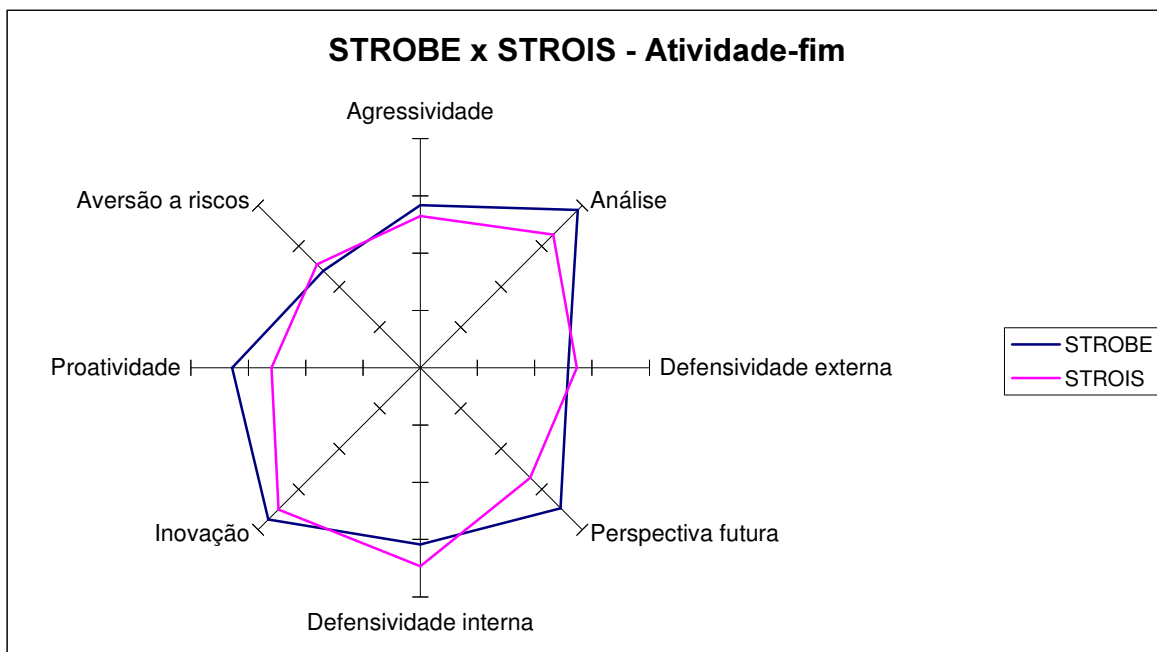 STROBE x STROIS - Atividade-fim
Agressividade
Aversão a riscos
Análise
Proatividade
Defensividade externa
STROBE
STROIS
Inovação
Perspectiva futura
Defensividade interna